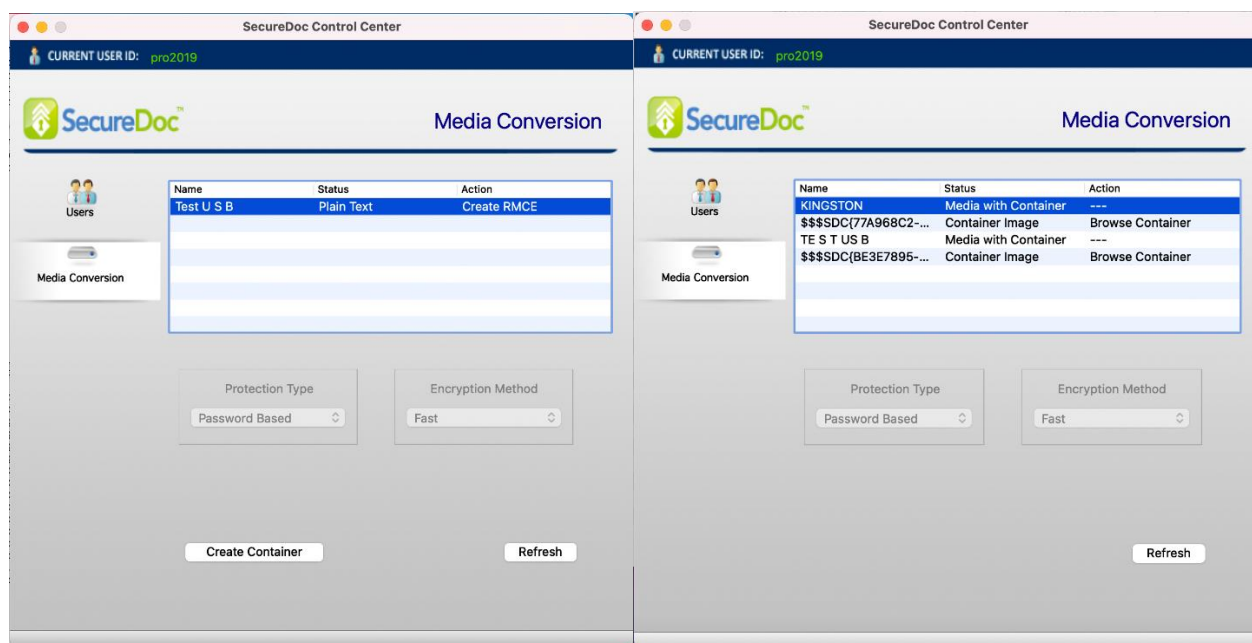 SecureDoc Control Center
CURRENT USER ID: pro2019
SecureDoc™
Media Conversion
Users
Media Conversion
Name Status Action
Test U S B Plain Text Create RMCE
Protection Type
Password Based
Encryption Method
Fast
Create Container
Refresh
SecureDoc Control Center
CURRENT USER ID: pro2019
SecureDoc™
Media Conversion
Users
Media Conversion
Name Status Action
KINGSTON Media with Container ---
$$$SDC{77A968C2-... Container Image Browse Container
TE S T US B Media with Container ---
$$$SDC{BE3E7895-... Container Image Browse Container
Protection Type
Password Based
Encryption Method
Fast
Refresh